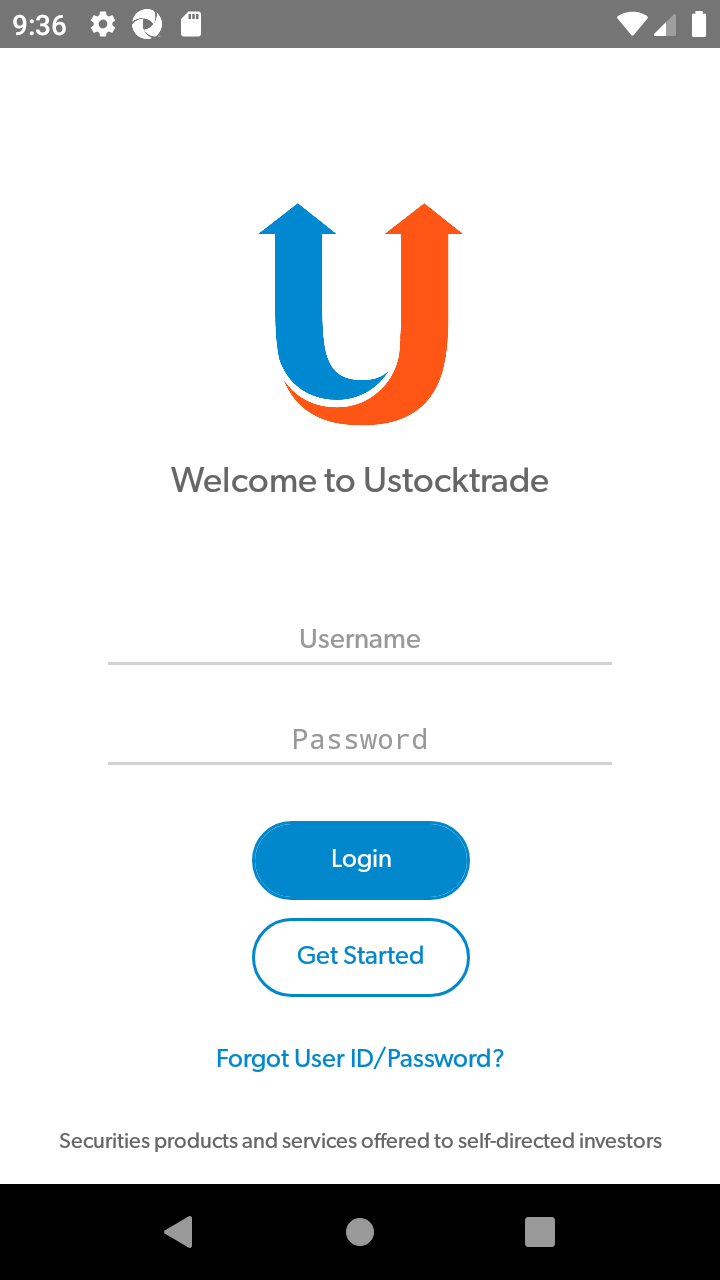 9:36
Welcome to Ustocktrade
Username
Password
Login
Get Started
Forgot User ID/Password?
Securities products and services offered to self-directed investors